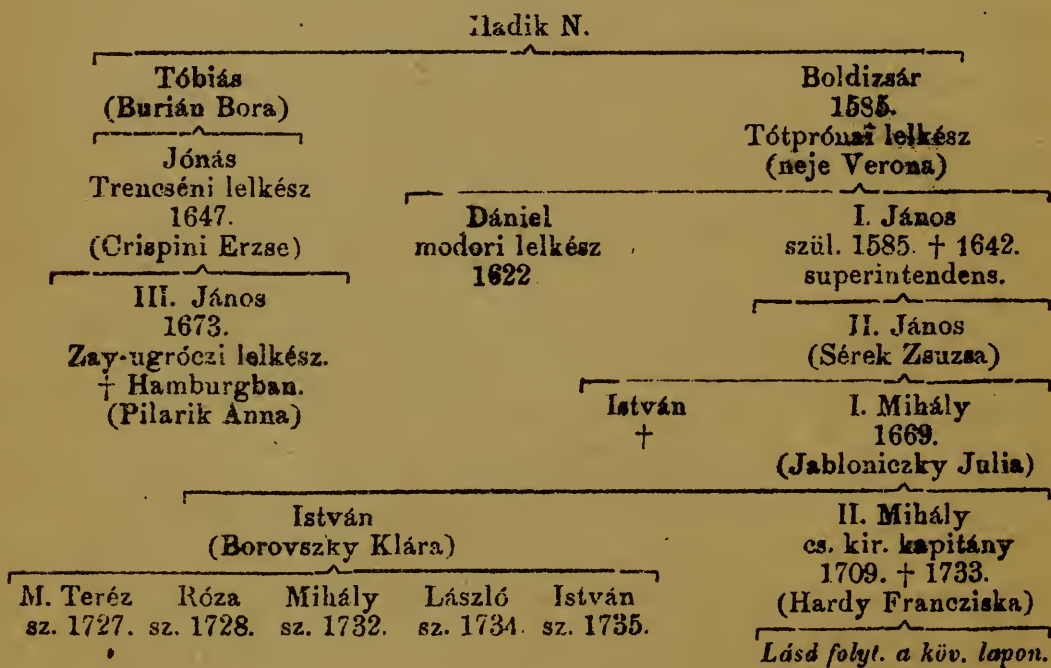 Hadik N.
Tóbiás
(Burián Bora)
Jónás
Trencséni lelkész
1647.
(Crispini Erzse)
III. János
1673.
Zay-ugróczi lelkész.
† Hamburgban.
(Pilarik Anna)
Boldizsár
1585.
Tótprónai lelkész
(neje Verona)
Dániel
modori lelkész
1622
I. János
szül. 1585. † 1642.
superintendens.
II. János
(Sérek Zsuzsa)
István
†
I. Mihály
1669.
(Jabloniczky Julia)
István
(Borovszky Klára)
M. Teréz Róza Mihály László István
sz. 1727. sz. 1728. sz. 1732. sz. 1734. sz. 1735.
II. Mihály
cs. kir. kapitány
1709. † 1733.
(Hardy Francziska)
Lásd folyt. a köv. lapon.